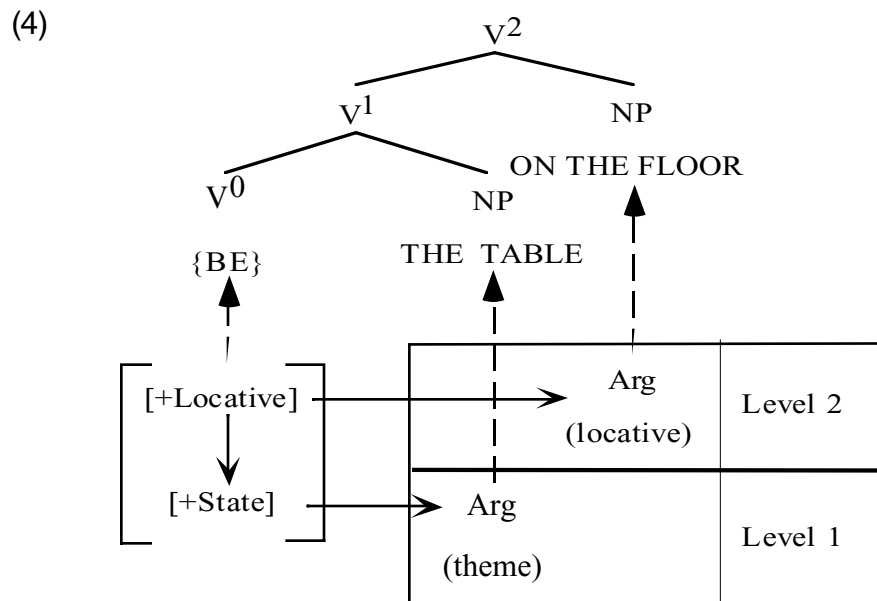 (4)
V²
V¹ NP
ON THE FLOOR
V⁰ NP
{BE} THE TABLE
[+Locative] Arg Level 2
(locative)
[+State] Arg
Level 1
(theme)